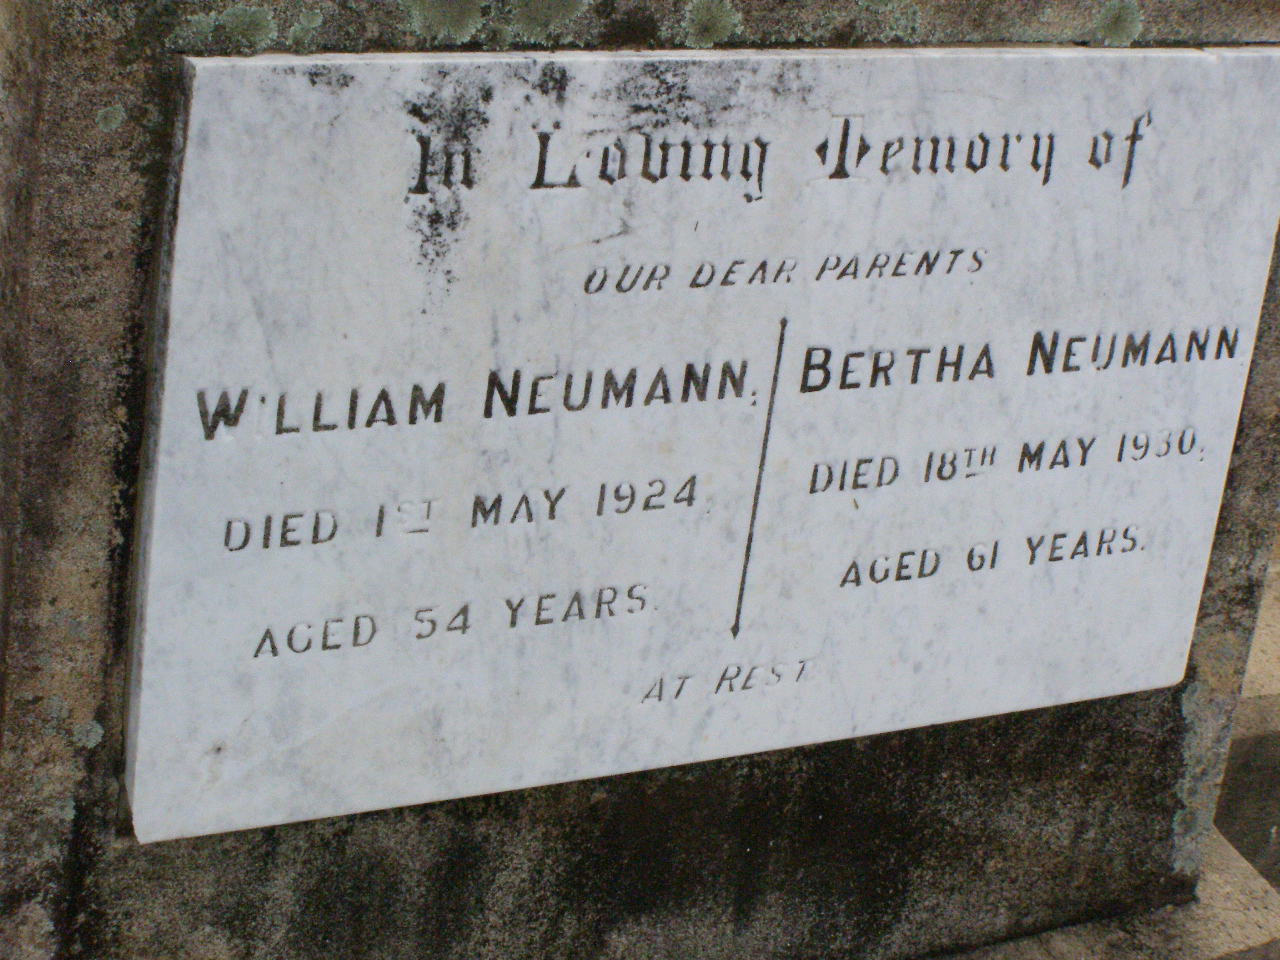 In Loving Memory of
OUR DEAR PARENTS
WILLIAM NEUMANN,
DIED 1ST MAY 1924
AGED 54 YEARS.
BERTHA NEUMANN
DIED 18TH MAY 1930,
AGED 61 YEARS.
AT REST